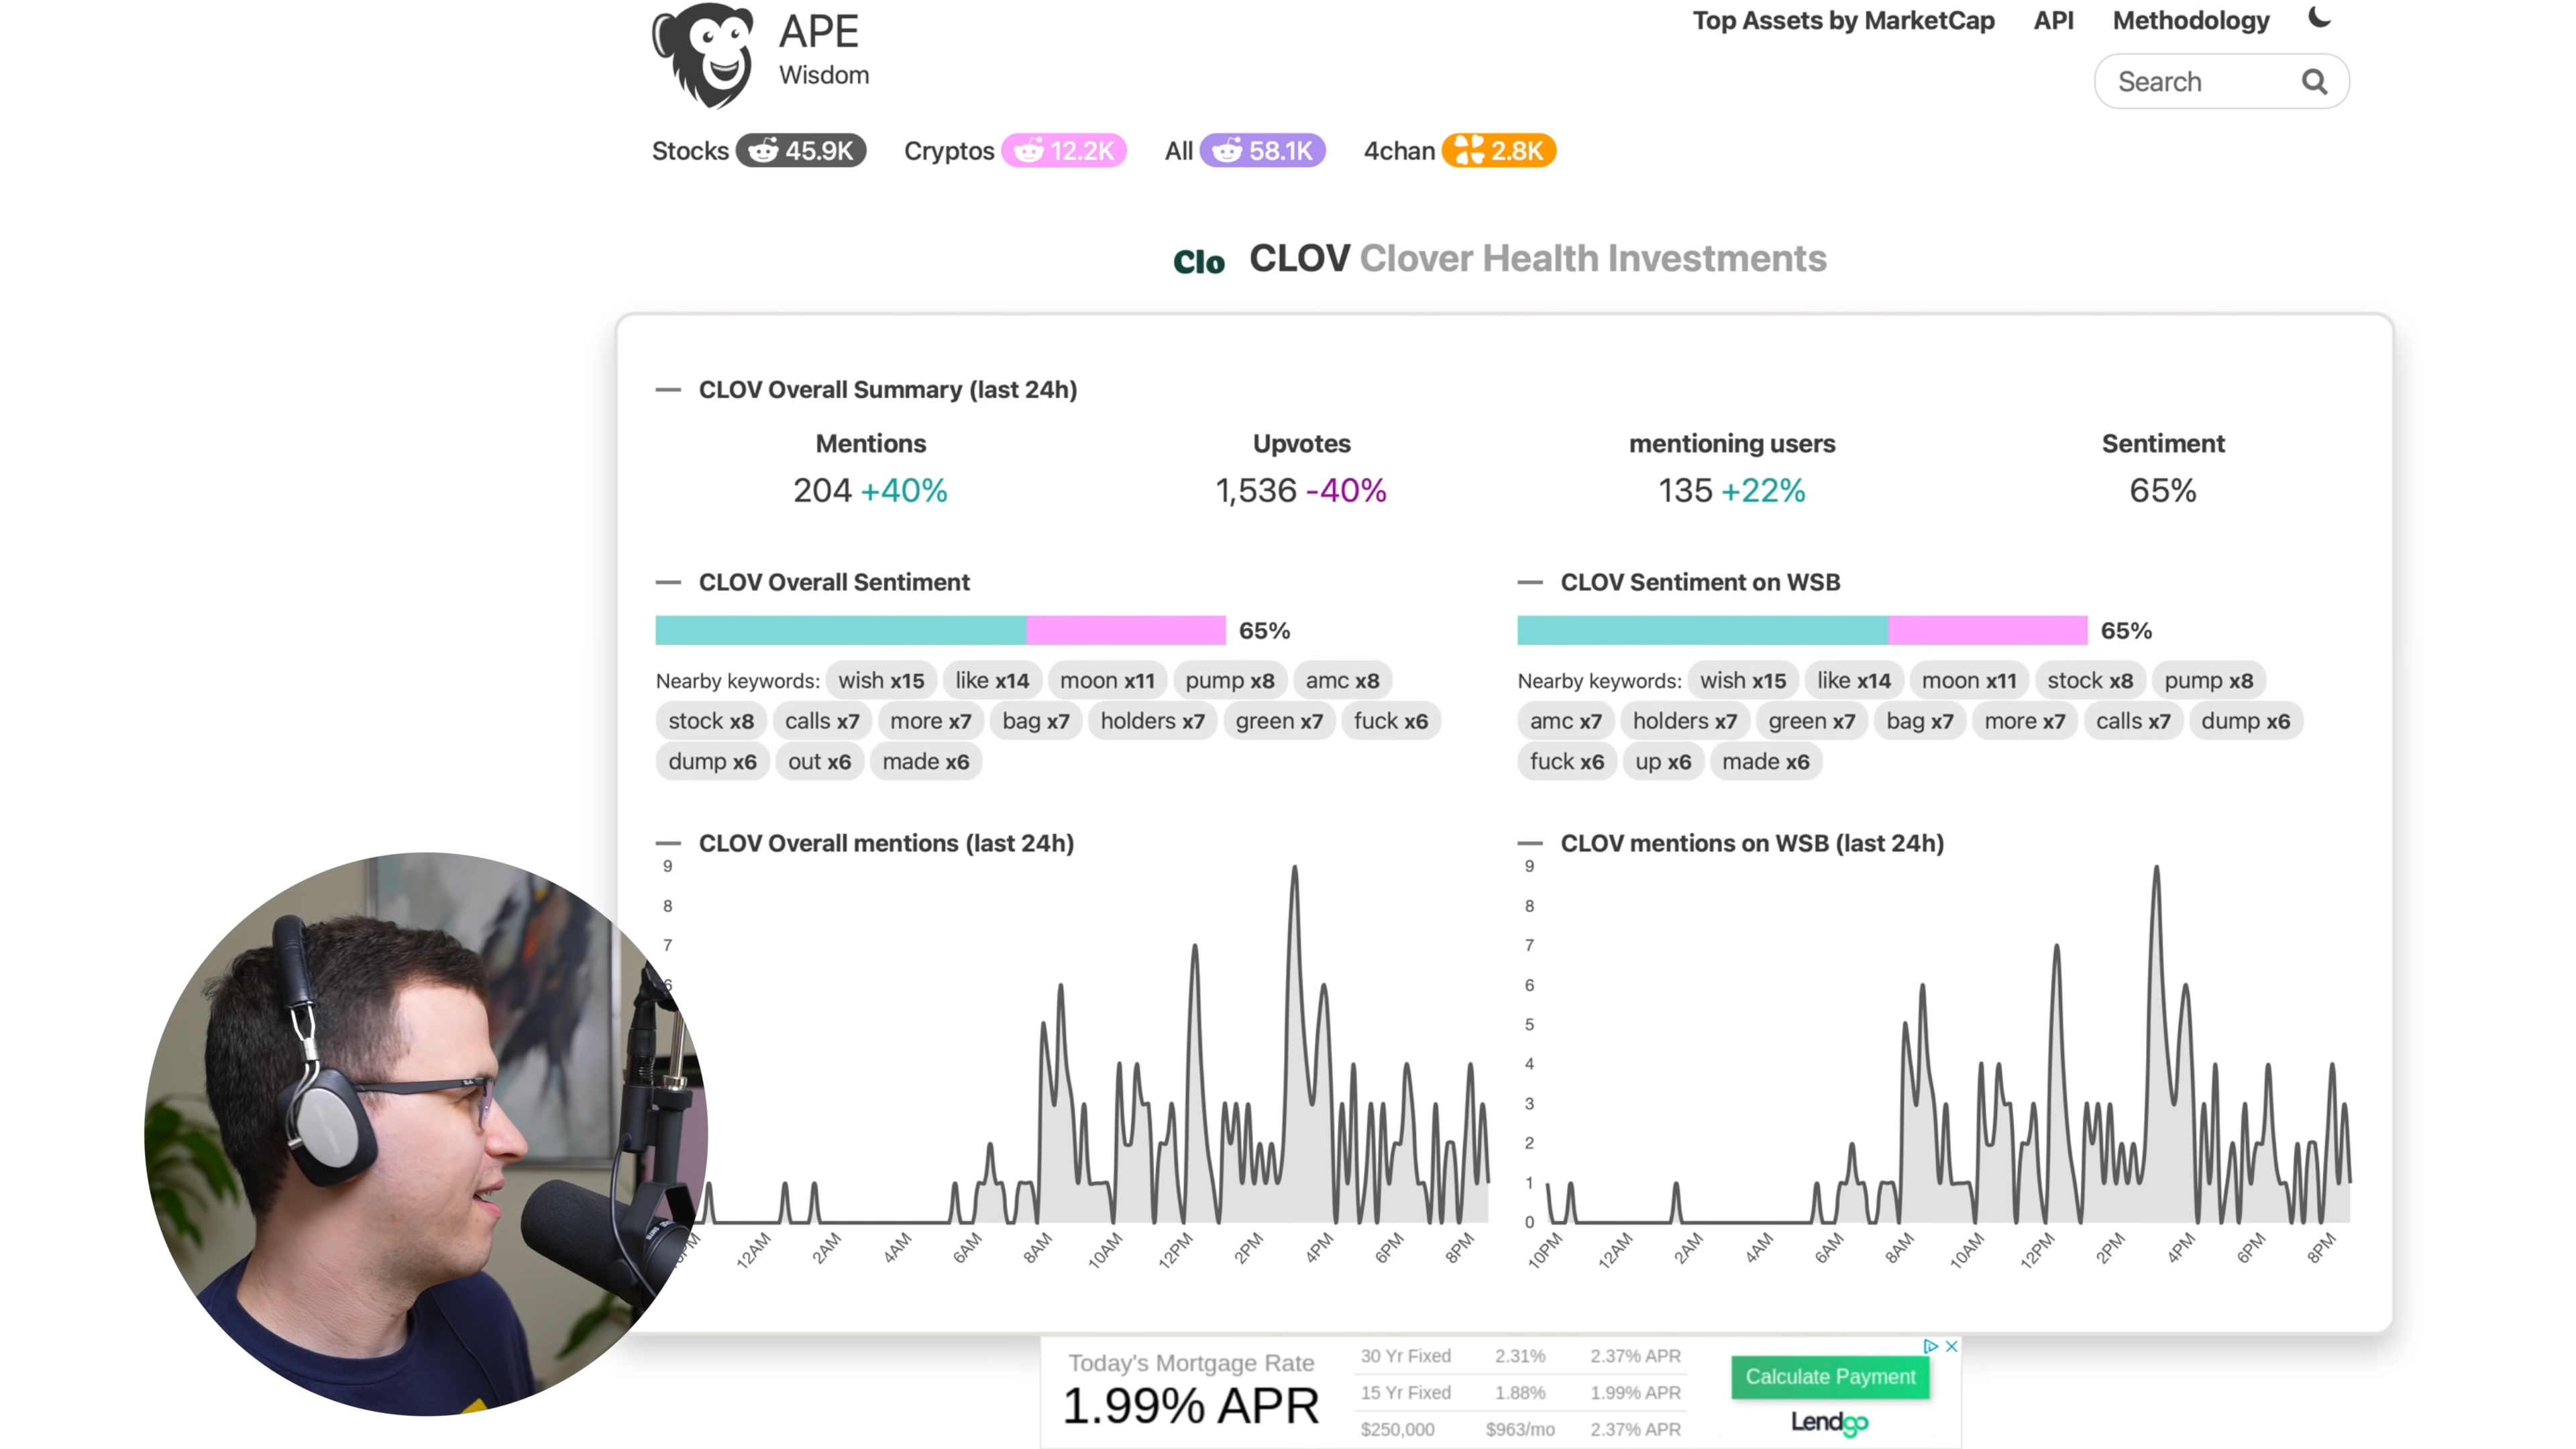 APE
Wisdom
Top Assets by MarketCap API Methodology
Search
Stocks 45.9K Cryptos 12.2K All 58.1K 4chan 2.8K
Clo CLOV Clover Health Investments
CLOV Overall Summary (last 24h)
Mentions Upvotes mentioning users Sentiment
204 +40% 1,536 -40% 135 +22% 65%
CLOV Overall Sentiment
65%
Nearby keywords: wish x15 like x14 moon x11 pump x8 amc x8
stock x8 calls x7 more x7 bag x7 holders x7 green x7 fuck x6
dump x6 out x6 made x6
CLOV Sentiment on WSB
65%
Nearby keywords: wish x15 like x14 moon x11 stock x8 pump x8
amc x7 holders x7 green x7 bag x7 more x7 calls x7 dump x6
fuck x6 up x6 made x6
CLOV Overall mentions (last 24h)
9
8
7
6
12AM 2AM 4AM 6AM 8AM 10AM 12PM 2PM 4PM 6PM 8PM
CLOV mentions on WSB (last 24h)
9
8
7
6
5
4
3
2
1
0
10PM 12AM 2AM 4AM 6AM 8AM 10AM 12PM 2PM 4PM 6PM 8PM
Today's Mortgage Rate
1.99% APR
30 Yr Fixed 2.31% 2.37% APR
15 Yr Fixed 1.88% 1.99% APR
$250,000 $963/mo 2.37% APR
Calculate Payment
Lendgo